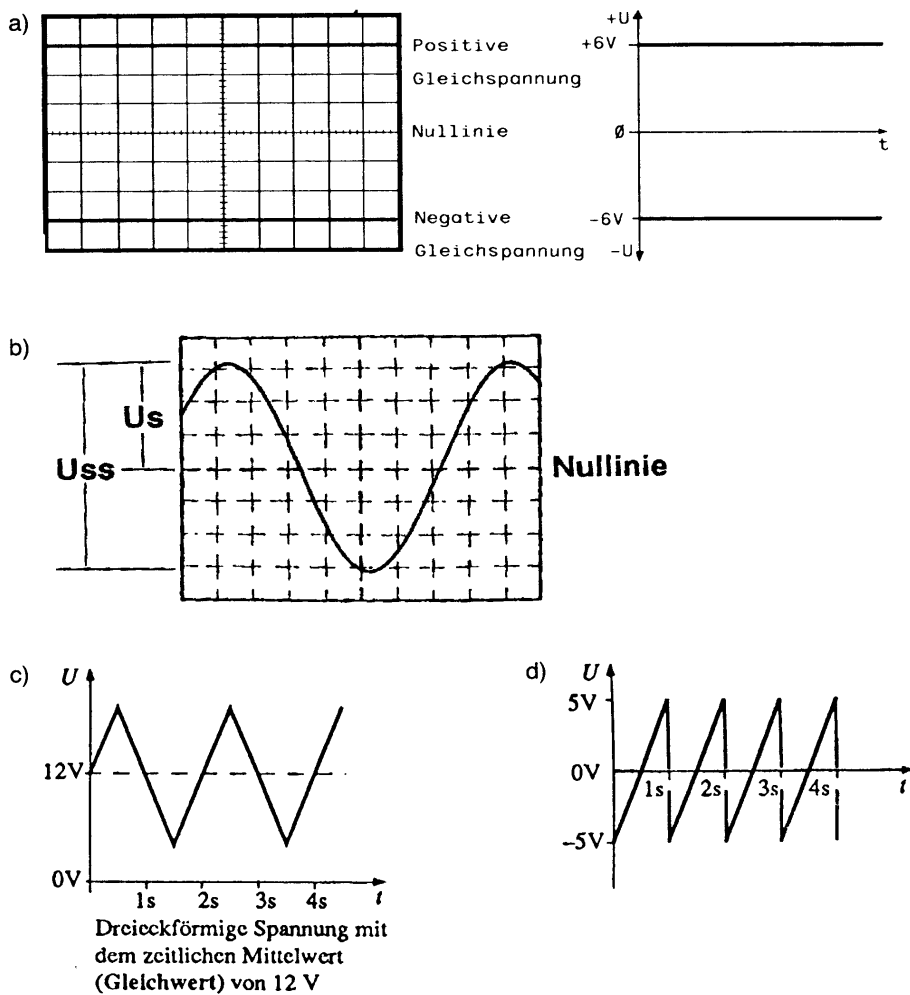 a)
Positive
Gleichspannung
Nullinie
Negative
Gleichspannung
+U
+6V
Ø
t
-6V
-U
b)
Us
Uss
Nullinie
c)
U
12V
0V
1s 2s 3s 4s t
Dreieckförmige Spannung mit
dem zeitlichen Mittelwert
(Gleichwert) von 12 V
d)
U
5V
0V
1s 2s 3s 4s t
-5V